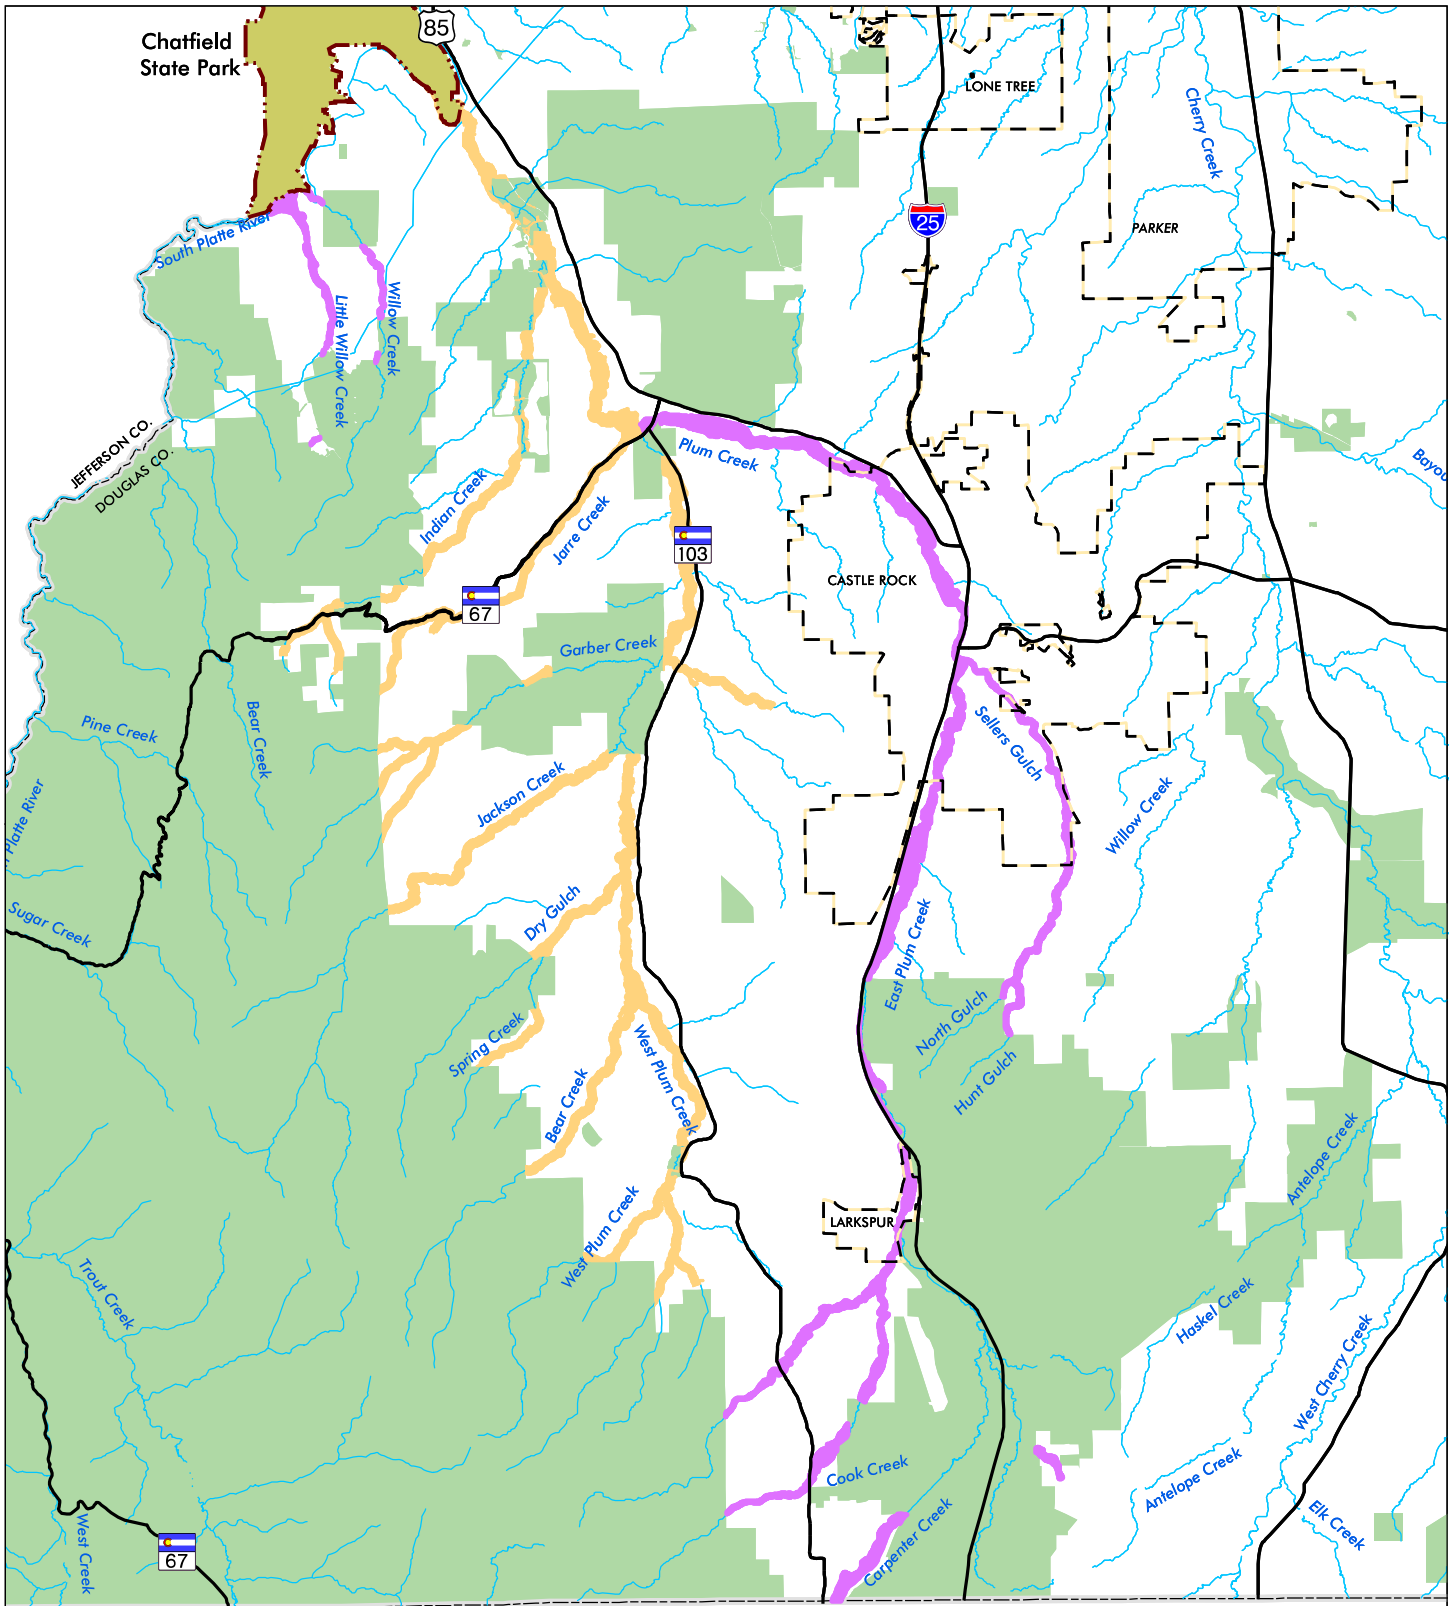 85
Chatfield
State Park
LONE TREE
Cherry Creek
25
PARKER
South Platte River
Little Willow Creek
Willow Creek
JEFFERSON CO.
DOUGLAS CO.
Plum Creek
Indian Creek
Jarre Creek
103
CASTLE ROCK
67
Garber Creek
Pine Creek
Bear Creek
Sellers Gulch
Jackson Creek
Willow Creek
Platte River
Sugar Creek
Dry Gulch
East Plum Creek
North Gulch
Spring Creek
West Plum Creek
Hunt Gulch
Bear Creek
Antelope Creek
West Plum Creek
LARKSPUR
Trout Creek
Haskel Creek
West Cherry Creek
Cook Creek
Antelope Creek
Carpenter Creek
Elk Creek
West Creek
67
Bayou